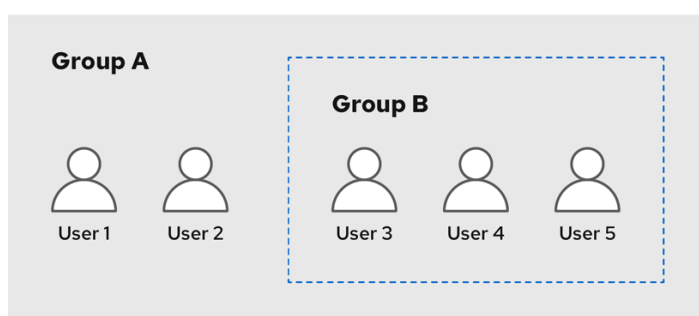 Group A
Group B
User 1
User 2
User 3
User 4
User 5